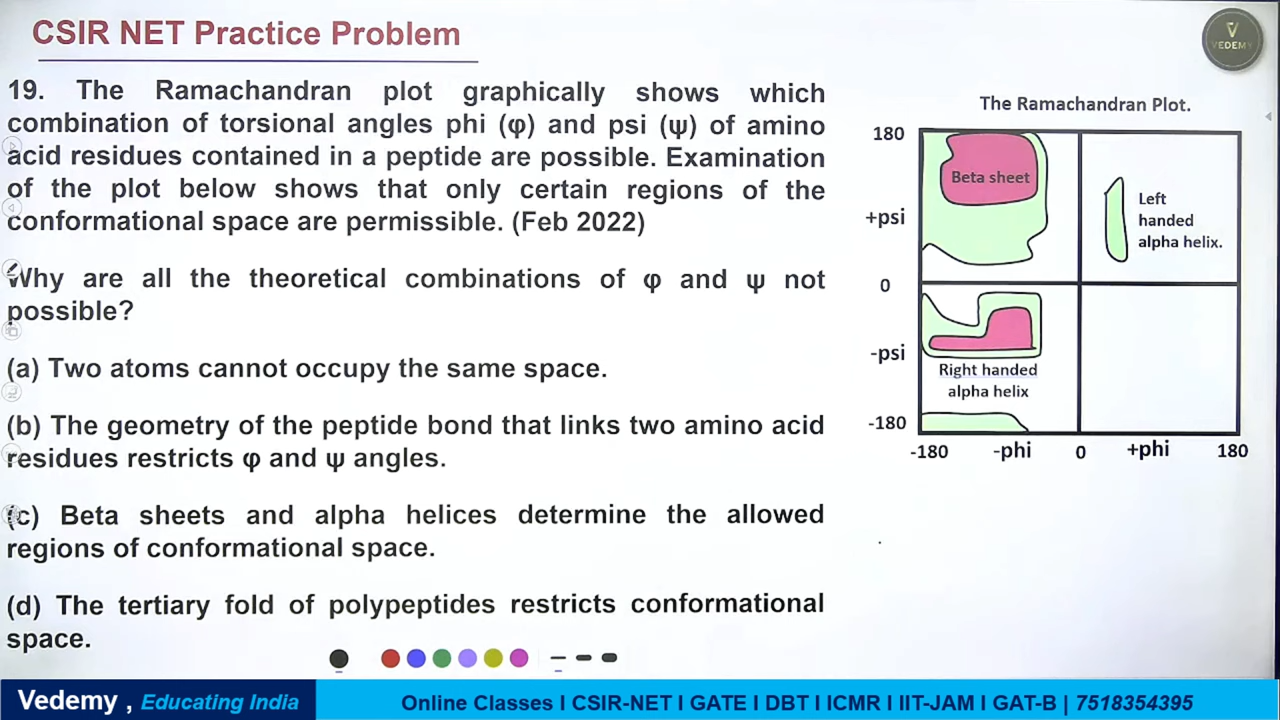 CSIR NET Practice Problem
V
VEDEMY
19. The Ramachandran plot graphically shows which
combination of torsional angles phi (φ) and psi (ψ) of amino
acid residues contained in a peptide are possible. Examination
of the plot below shows that only certain regions of the
conformational space are permissible. (Feb 2022)
Why are all the theoretical combinations of φ and ψ not
possible?
(a) Two atoms cannot occupy the same space.
(b) The geometry of the peptide bond that links two amino acid
residues restricts φ and ψ angles.
(c) Beta sheets and alpha helices determine the allowed
regions of conformational space.
(d) The tertiary fold of polypeptides restricts conformational
space.
The Ramachandran Plot.
180
Beta sheet
Left
handed
alpha helix.
+psi
0
-psi
Right handed
alpha helix
-180
-180 -phi 0 +phi 180
Vedemy , Educating India
Online Classes I CSIR-NET I GATE I DBT I ICMR I IIT-JAM I GAT-B | 7518354395